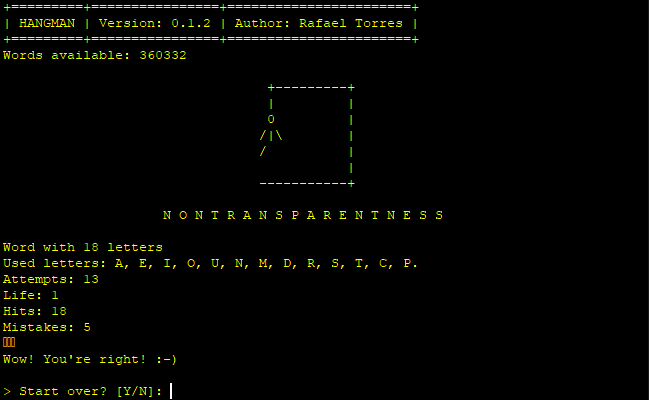 +=========+================+=======================+
| HANGMAN | Version: 0.1.2 | Author: Rafael Torres |
+=========+================+=======================+
Words available: 360332
+---------+
|         |
O         |
/|\        |
/          |
|
-----------+
N O N T R A N S P A R E N T N E S S
Word with 18 letters
Used letters: A, E, I, O, U, N, M, D, R, S, T, C, P.
Attempts: 13
Life: 1
Hits: 18
Mistakes: 5
Wow! You're right! :-)
> Start over? [Y/N]: